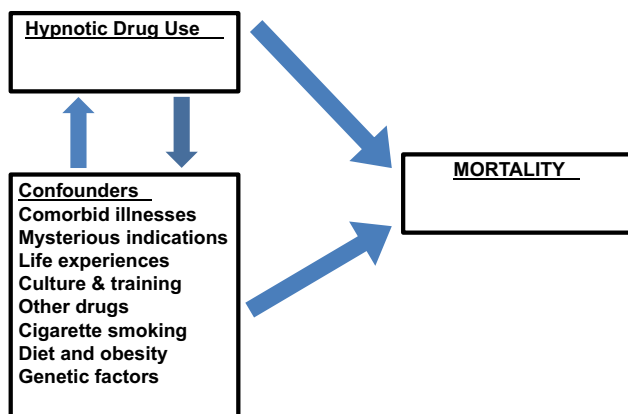 Hypnotic Drug Use
Confounders
Comorbid illnesses
Mysterious indications
Life experiences
Culture & training
Other drugs
Cigarette smoking
Diet and obesity
Genetic factors
MORTALITY